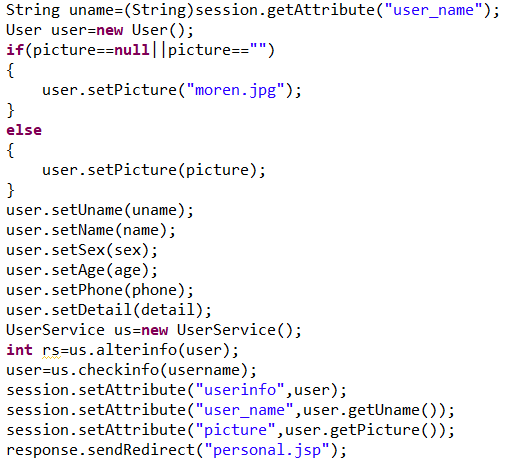 String uname=(String)session.getAttribute("user_name");
User user=new User();
if(picture==null||picture=="")
{
    user.setPicture("moren.jpg");
}
else
{
    user.setPicture(picture);
}
user.setUname(uname);
user.setName(name);
user.setSex(sex);
user.setAge(age);
user.setPhone(phone);
user.setDetail(detail);
UserService us=new UserService();
int rs=us.alterinfo(user);
user=us.checkinfo(username);
session.setAttribute("userinfo",user);
session.setAttribute("user_name",user.getUname());
session.setAttribute("picture",user.getPicture());
response.sendRedirect("personal.jsp");